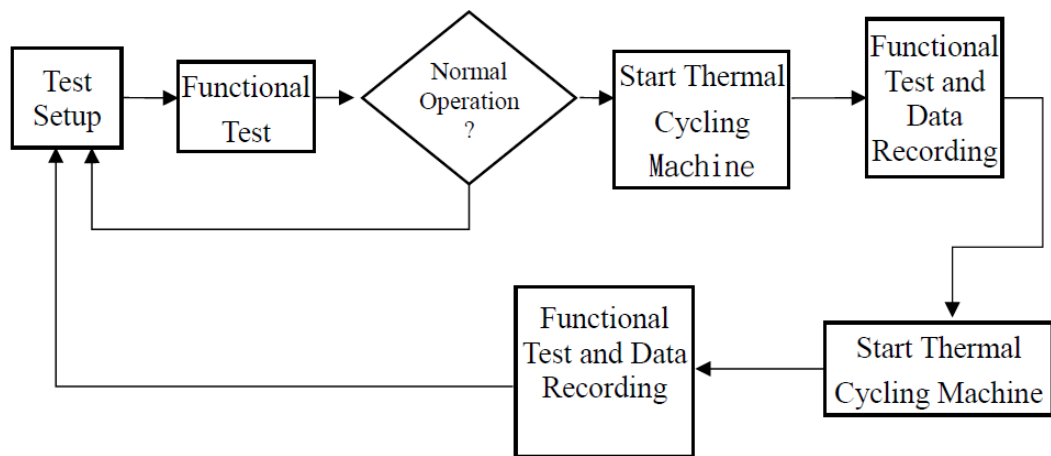 Test
Setup
Functional
Test
Normal
Operation
?
Start Thermal
Cycling
Machine
Functional
Test and
Data
Recording
Start Thermal
Cycling Machine
Functional
Test and Data
Recording